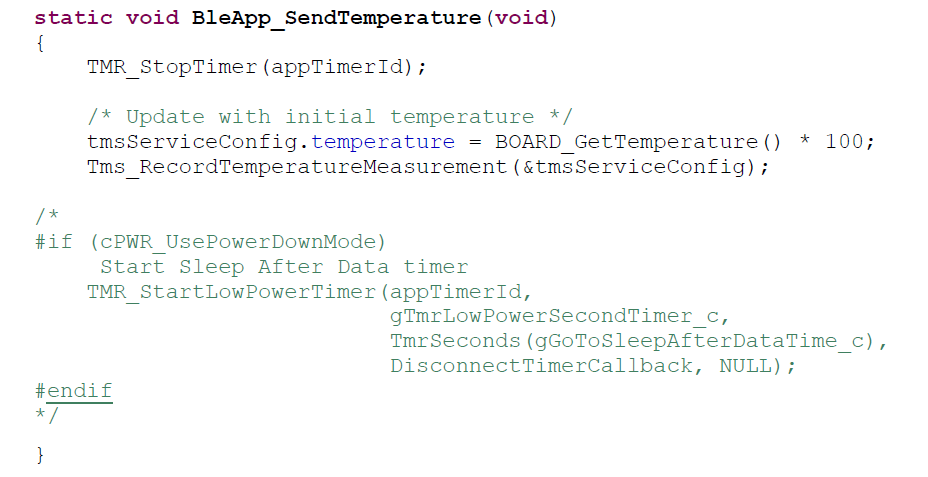 static void BleApp_SendTemperature(void)
{
    TMR_StopTimer(appTimerId);

    /* Update with initial temperature */
    tmsServiceConfig.temperature = BOARD_GetTemperature() * 100;
    Tms_RecordTemperatureMeasurement(&tmsServiceConfig);

/*
#if (cPWR_UsePowerDownMode)
     Start Sleep After Data timer
    TMR_StartLowPowerTimer(appTimerId,
                           gTmrLowPowerSecondTimer_c,
                           TmrSeconds(gGoToSleepAfterDataTime_c),
                           DisconnectTimerCallback, NULL);
#endif
*/

}